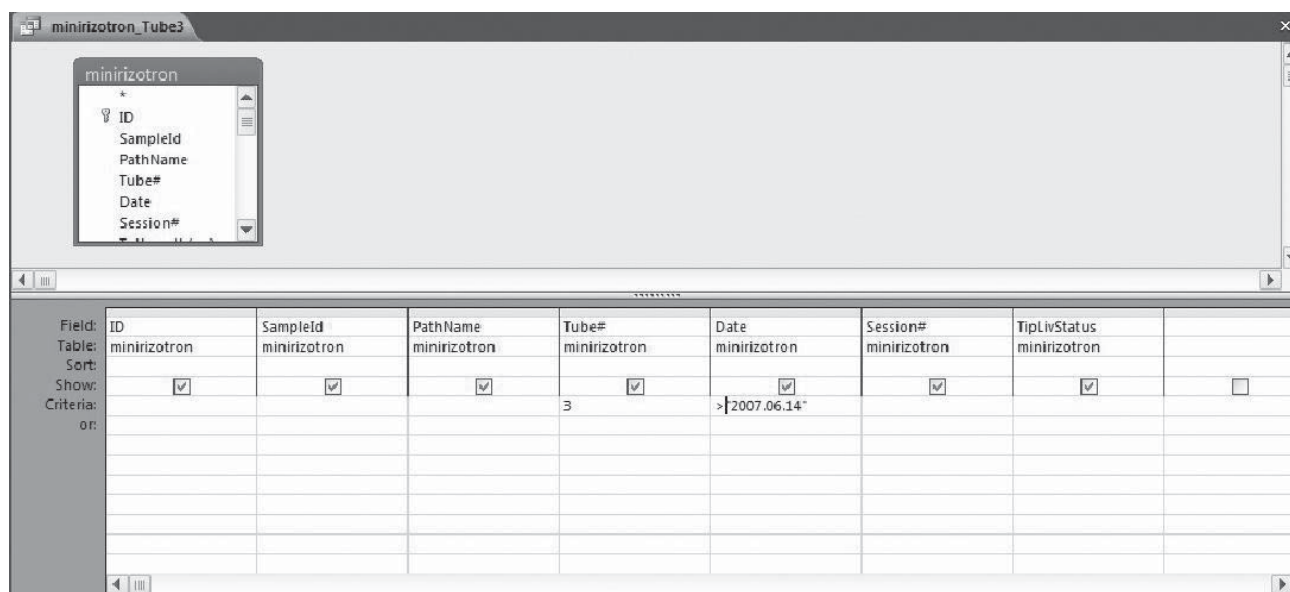 minirizotron_Tube3
minirizotron
*
ID
SampleId
PathName
Tube#
Date
Session#
Field: ID SampleId PathName Tube# Date Session# TipLivStatus
Table: minirizotron minirizotron minirizotron minirizotron minirizotron minirizotron minirizotron
Sort:
Show:
Criteria: 3 >"2007.06.14"
or: